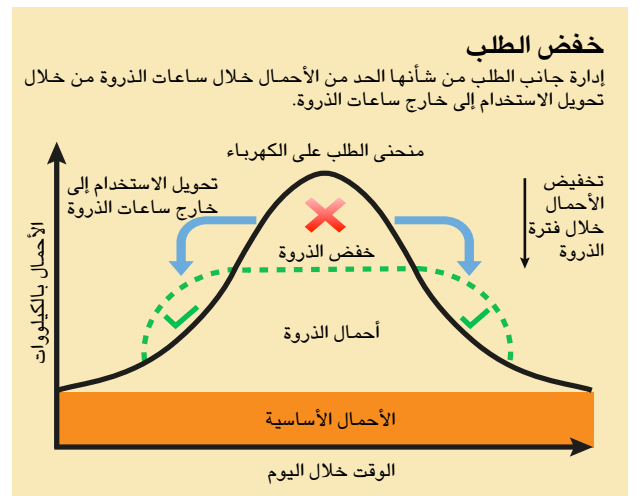 خفض الطلب
إدارة جانب الطلب من شأنها الحد من الأحمال خلال ساعات الذروة من خلال
تحويل الاستخدام إلى خارج ساعات الذروة.
منحنى الطلب على الكهرباء
تحويل الاستخدام إلى
خارج ساعات الذروة
تخفيض
الأحمال
خلال فترة
الذروة
خفض الذروة
أحمال الذروة
الأحمال بالكيلووات
الأحمال الأساسية
الوقت خلال اليوم